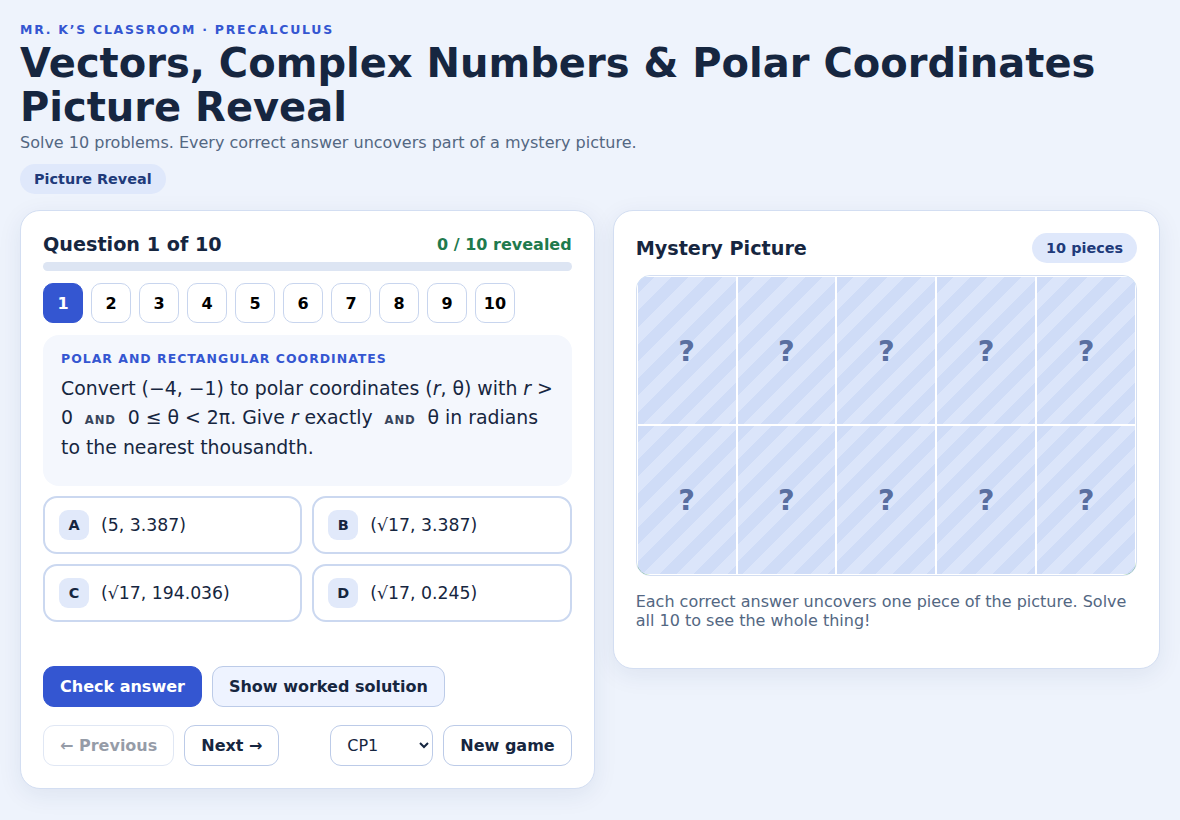 MR. K’S CLASSROOM · PRECALCULUS
Vectors, Complex Numbers & Polar Coordinates
Picture Reveal
Solve 10 problems. Every correct answer uncovers part of a mystery picture.
Picture Reveal
Question 1 of 10
0 / 10 revealed
1 2 3 4 5 6 7 8 9 10
POLAR AND RECTANGULAR COORDINATES
Convert (−4, −1) to polar coordinates (r, θ) with r >
0 AND 0 ≤ θ < 2π. Give r exactly AND θ in radians
to the nearest thousandth.
A (5, 3.387)
B (√17, 3.387)
C (√17, 194.036)
D (√17, 0.245)
Check answer
Show worked solution
← Previous
Next →
CP1
New game
Mystery Picture
10 pieces
? ? ? ? ?
? ? ? ? ?
Each correct answer uncovers one piece of the picture. Solve
all 10 to see the whole thing!